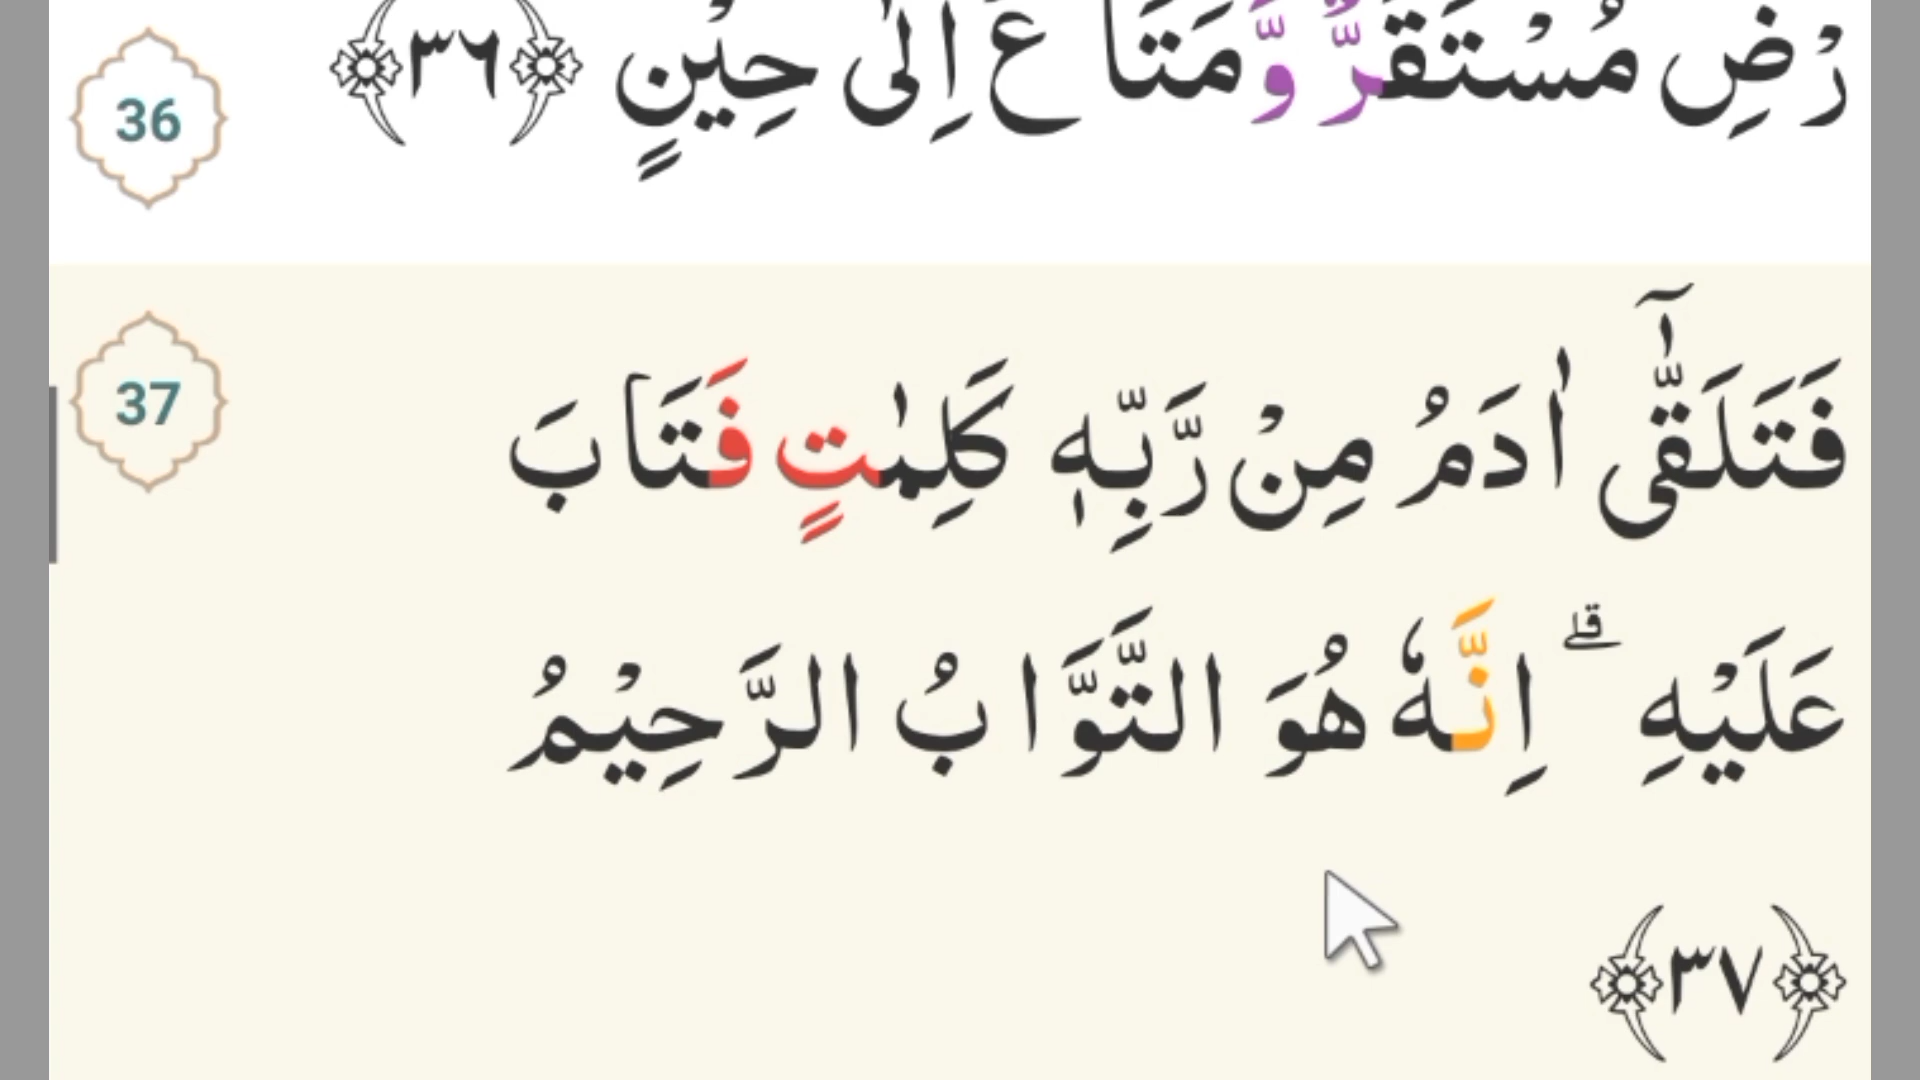 رْضِ مُسْتَقَرٌّ وَّمَتَاعٌ اِلٰى حِيْنٍ ﴿٣٦﴾
36
37
فَتَلَقّٰٓى اٰدَمُ مِنْ رَّبِّهٖ كَلِمٰتٍ فَتَابَ
عَلَيْهِ ۗ اِنَّهٗ هُوَ التَّوَّابُ الرَّحِيْمُ
﴿٣٧﴾